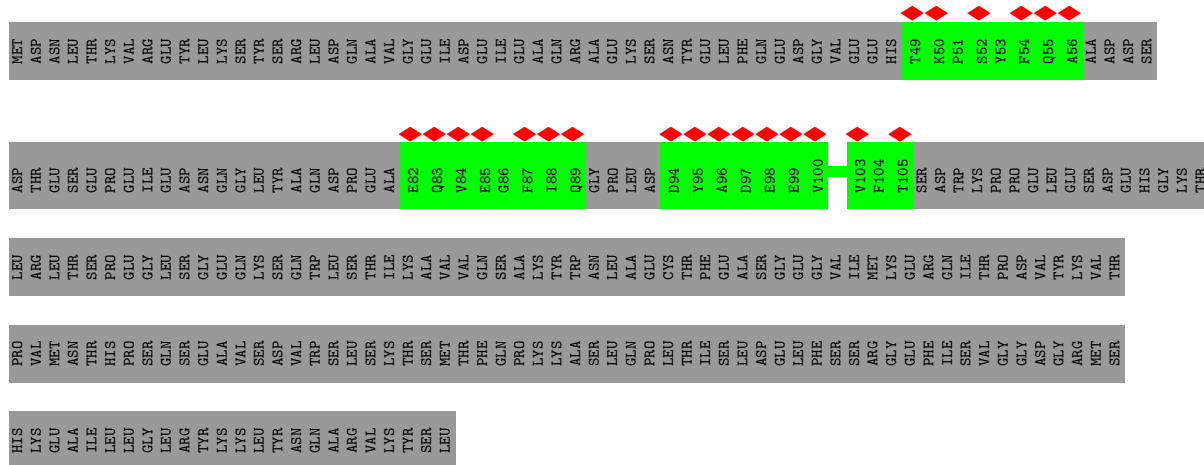 MET ASP ASN LEU THR LYS VAL ARG GLU TYR LEU LYS SER TYR SER ARG LEU ASP GLN ALA VAL GLY GLU ILE ASP GLU ILE GLU ALA GLN ARG ALA GLU LYS SER ASN TYR GLU LEU PHE GLN GLU ASP GLY VAL GLU GLU HIS T49 K50 P51 S52 Y53 F54 Q55 A56 ALA ASP ASP SER
ASP THR GLU SER GLU PRO GLU ILE GLU ASP ASN GLN GLY LEU TYR ALA GLN ASP PRO GLU ALA E82 Q83 V84 E85 G86 F87 I88 Q89 GLY PRO LEU ASP D94 Y95 A96 D97 E98 E99 V100 V103 F104 T105 SER ASP TRP LYS PRO PRO GLU LEU GLU SER ASP GLU HIS GLY LYS THR
LEU ARG LEU THR SER PRO GLU GLY LEU SER GLY GLU GLN LYS SER GLN TRP LEU SER THR ILE LYS ALA VAL VAL GLN SER ALA LYS TYR TRP ASN LEU ALA GLU CYS THR PHE GLU ALA SER GLY GLU GLY VAL ILE MET LYS GLU ARG GLN ILE THR PRO ASP VAL TYR LYS VAL THR
PRO VAL MET ASN THR HIS PRO SER GLN SER GLU ALA VAL SER ASP VAL TRP SER LEU SER LYS THR SER MET THR PHE GLN PRO LYS LYS ALA SER LEU GLN PRO LEU THR ILE SER LEU ASP GLU LEU PHE SER SER ARG GLY GLU PHE ILE SER VAL GLY GLY ASP GLY ARG MET SER
HIS LYS GLU ALA ILE LEU LEU GLY LEU ARG TYR LYS LYS LEU TYR ASN GLN ALA ARG VAL LYS TYR SER LEU